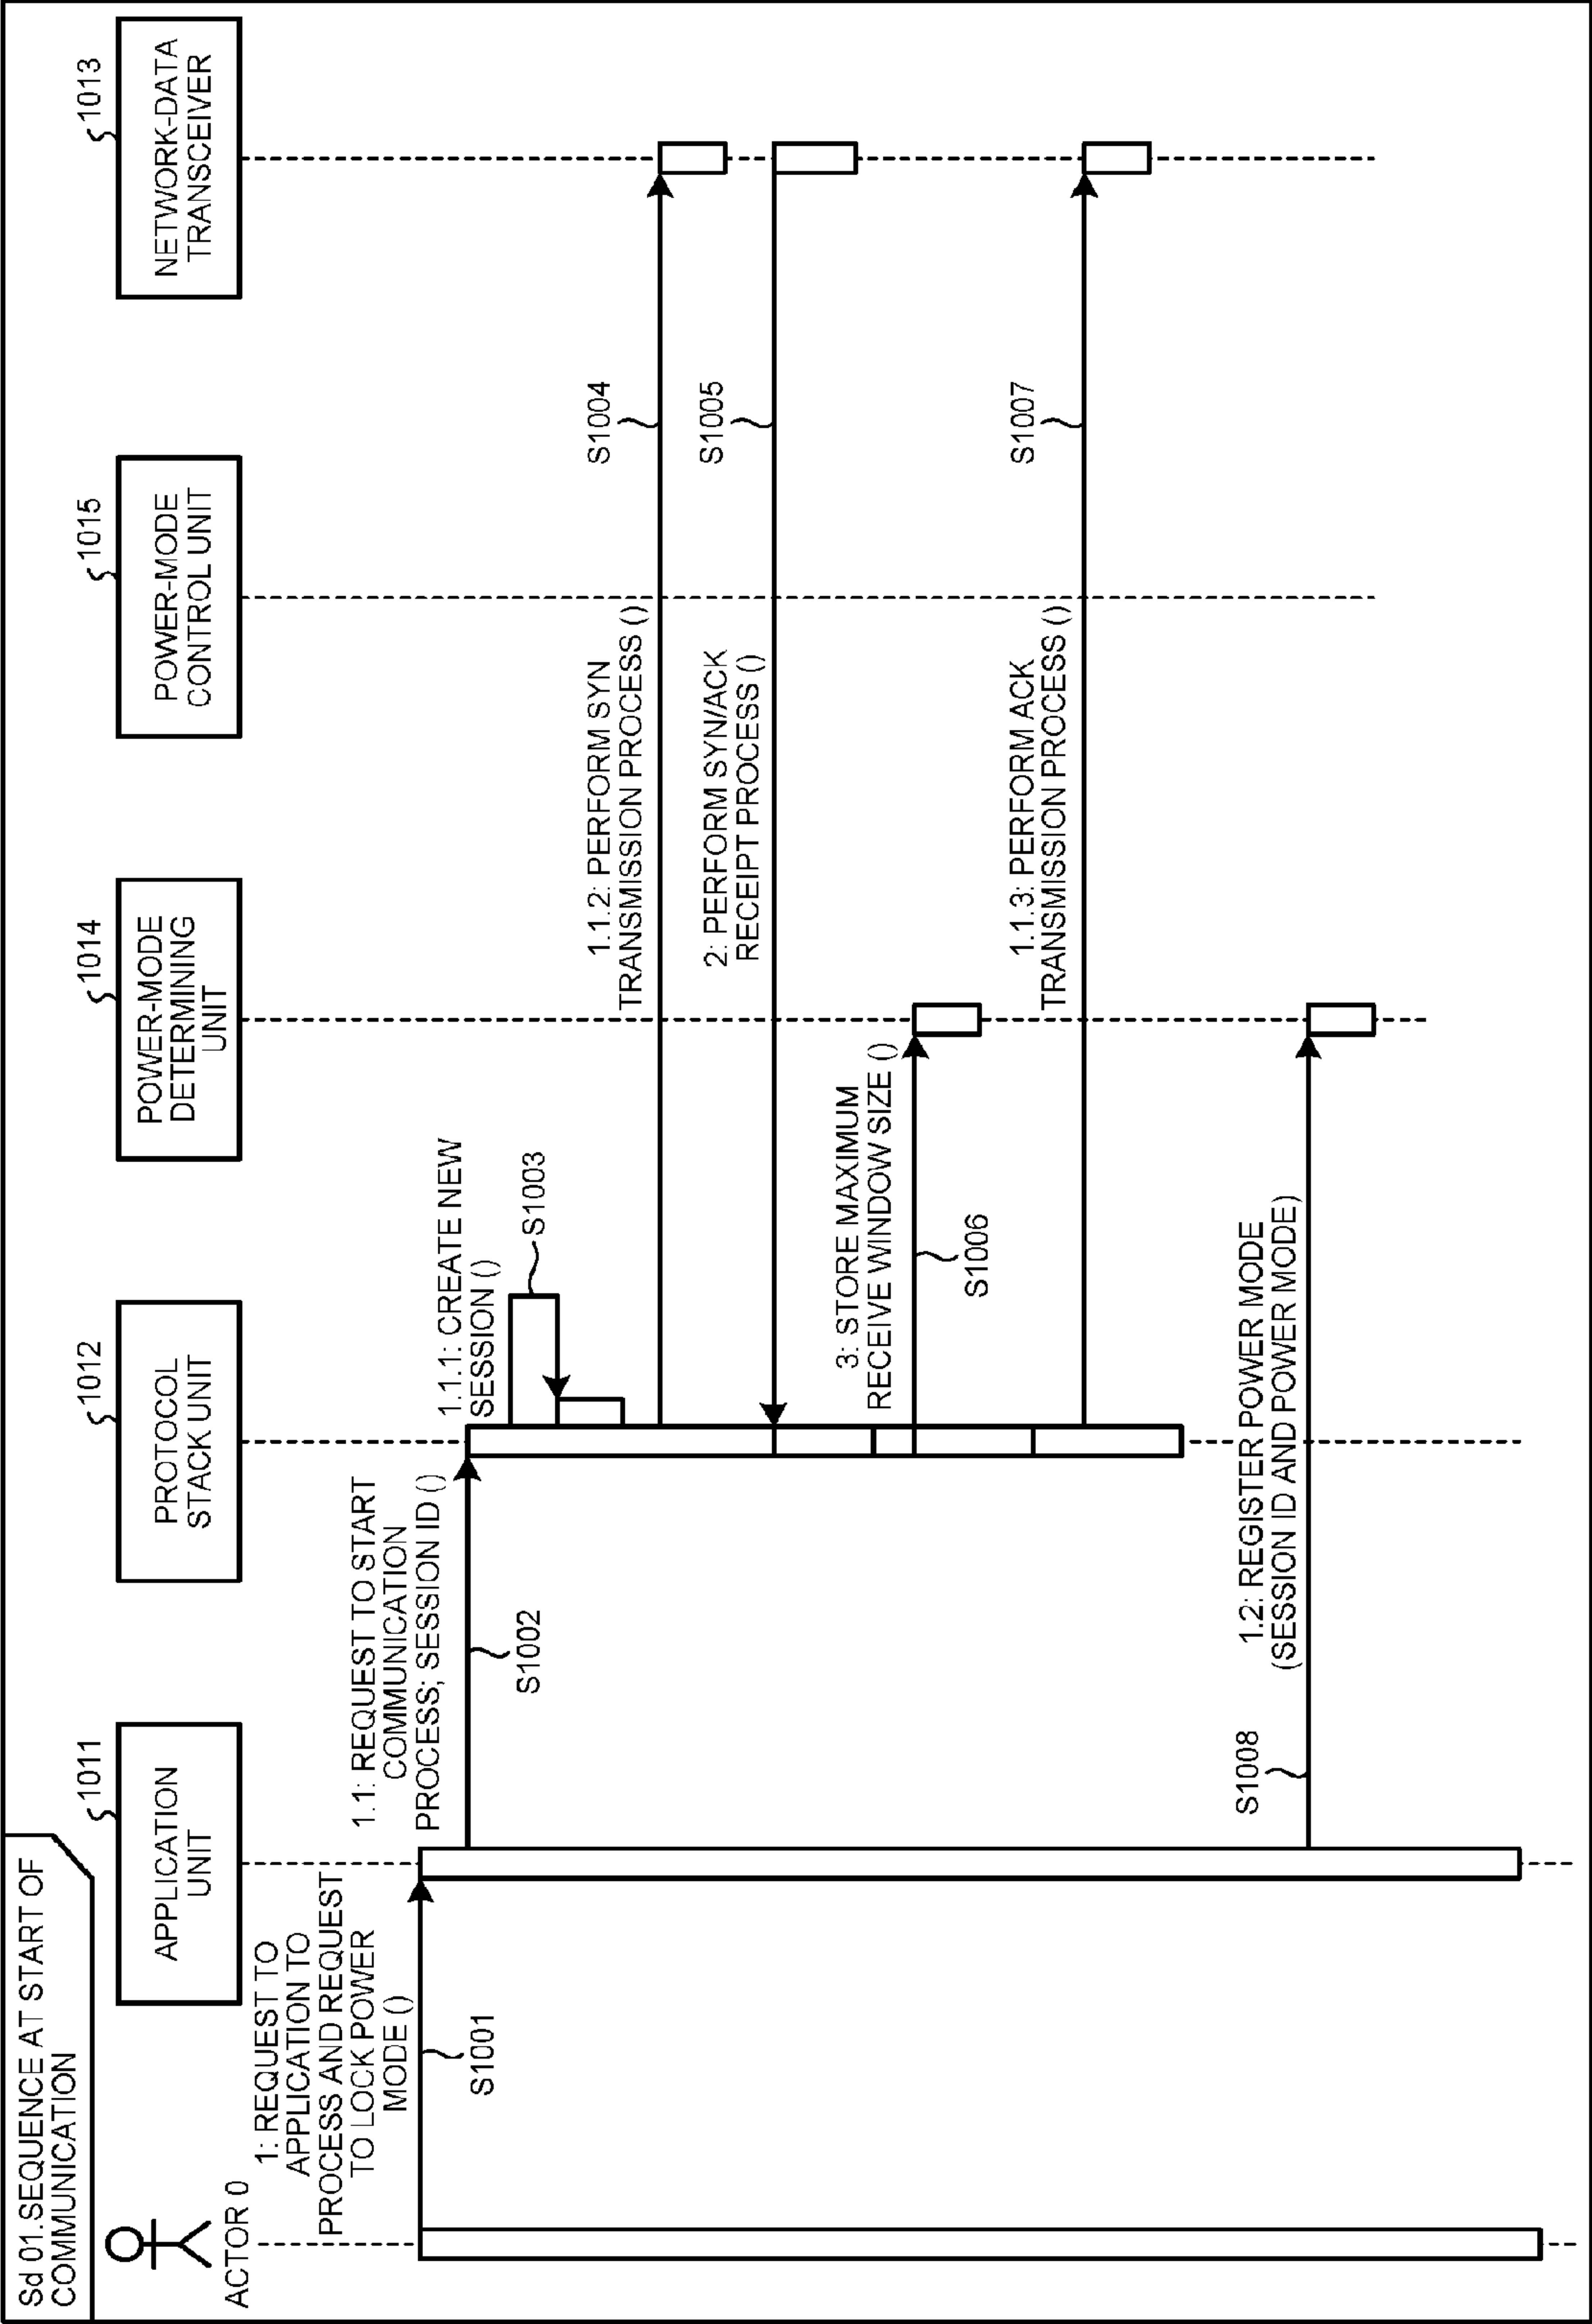 Sd 01.SEQUENCE AT START OF
COMMUNICATION
ACTOR 0
1011
APPLICATION
UNIT
1012
PROTOCOL
STACK UNIT
1014
POWER-MODE
DETERMINING
UNIT
1015
POWER-MODE
CONTROL UNIT
1013
NETWORK-DATA
TRANSCEIVER
1: REQUEST TO
APPLICATION TO
PROCESS AND REQUEST
TO LOCK POWER
MODE ()
S1001
1.1: REQUEST TO START
COMMUNICATION
PROCESS; SESSION ID ()
S1002
1.1.1: CREATE NEW
SESSION ()
S1003
1.1.2: PERFORM SYN
TRANSMISSION PROCESS ()
S1004
2: PERFORM SYN/ACK
RECEIPT PROCESS ()
S1005
3: STORE MAXIMUM
RECEIVE WINDOW SIZE ()
S1006
1.1.3: PERFORM ACK
TRANSMISSION PROCESS ()
S1007
1.2: REGISTER POWER MODE
(SESSION ID AND POWER MODE)
S1008